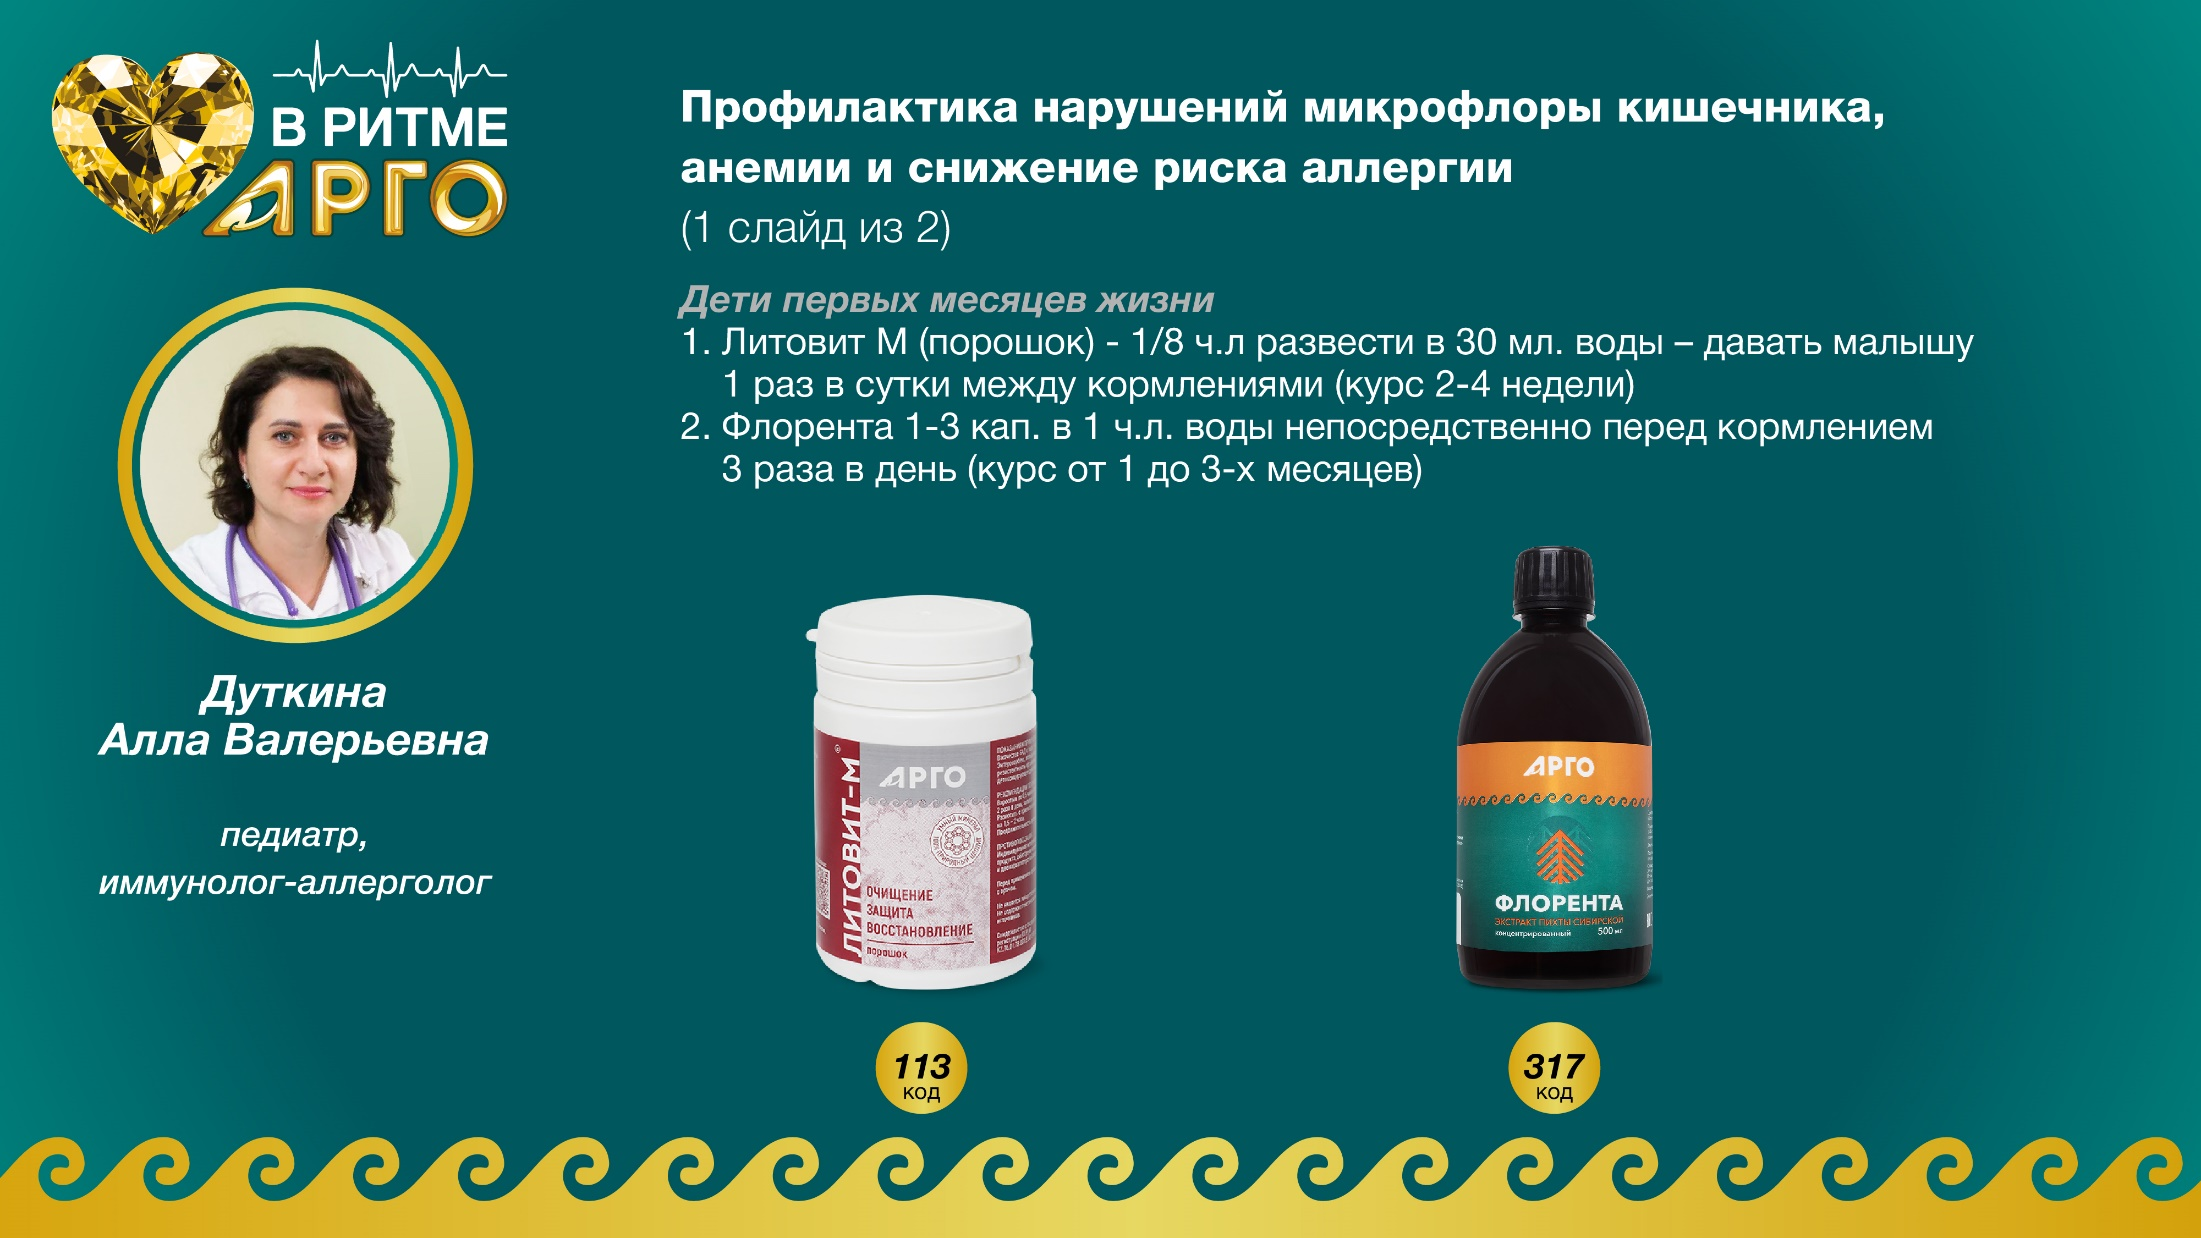 В РИТМЕ
АРГО
Профилактика нарушений микрофлоры кишечника,
анемии и снижение риска аллергии
(1 слайд из 2)
Дети первых месяцев жизни
1. Литовит М (порошок) - 1/8 ч.л развести в 30 мл. воды – давать малышу
1 раз в сутки между кормлениями (курс 2-4 недели)
2. Флорента 1-3 кап. в 1 ч.л. воды непосредственно перед кормлением
3 раза в день (курс от 1 до 3-х месяцев)
Дуткина
Алла Валерьевна
педиатр,
иммунолог-аллерголог
ЛИТОВИТ-М
АРГО
ОЧИЩЕНИЕ
ЗАЩИТА
ВОССТАНОВЛЕНИЕ
порошок
АРГО
ФЛОРЕНТА
ЭКСТРАКТ ПИХТЫ СИБИРСКОЙ
концентрированный 500 мл
113
код
317
код